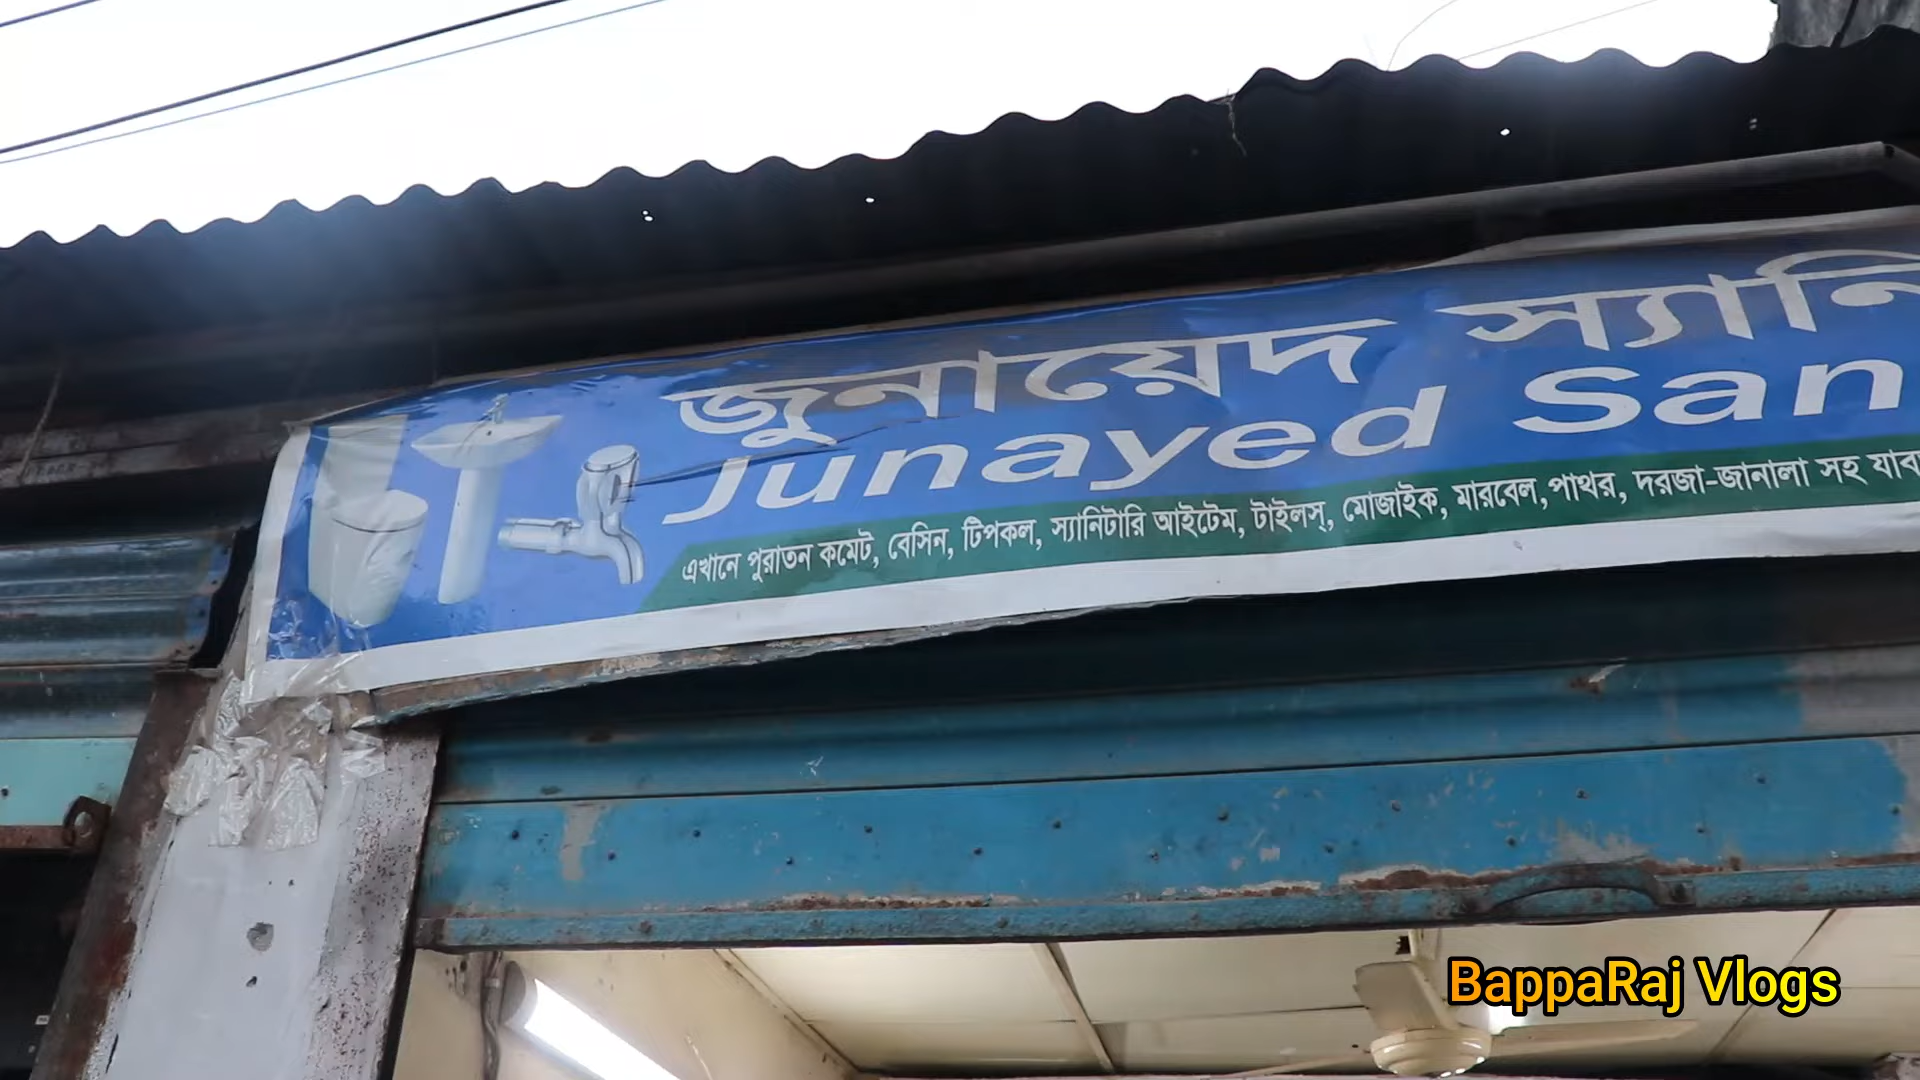 জুনায়েদ স্যানি
Junayed San
এখানে পুরাতন কমেট, বেসিন, টিপকল, স্যানিটারি আইটেম, টাইলস্, মোজাইক, মারবেল, পাথর, দরজা-জানালা সহ যাব
BappaRaj Vlogs